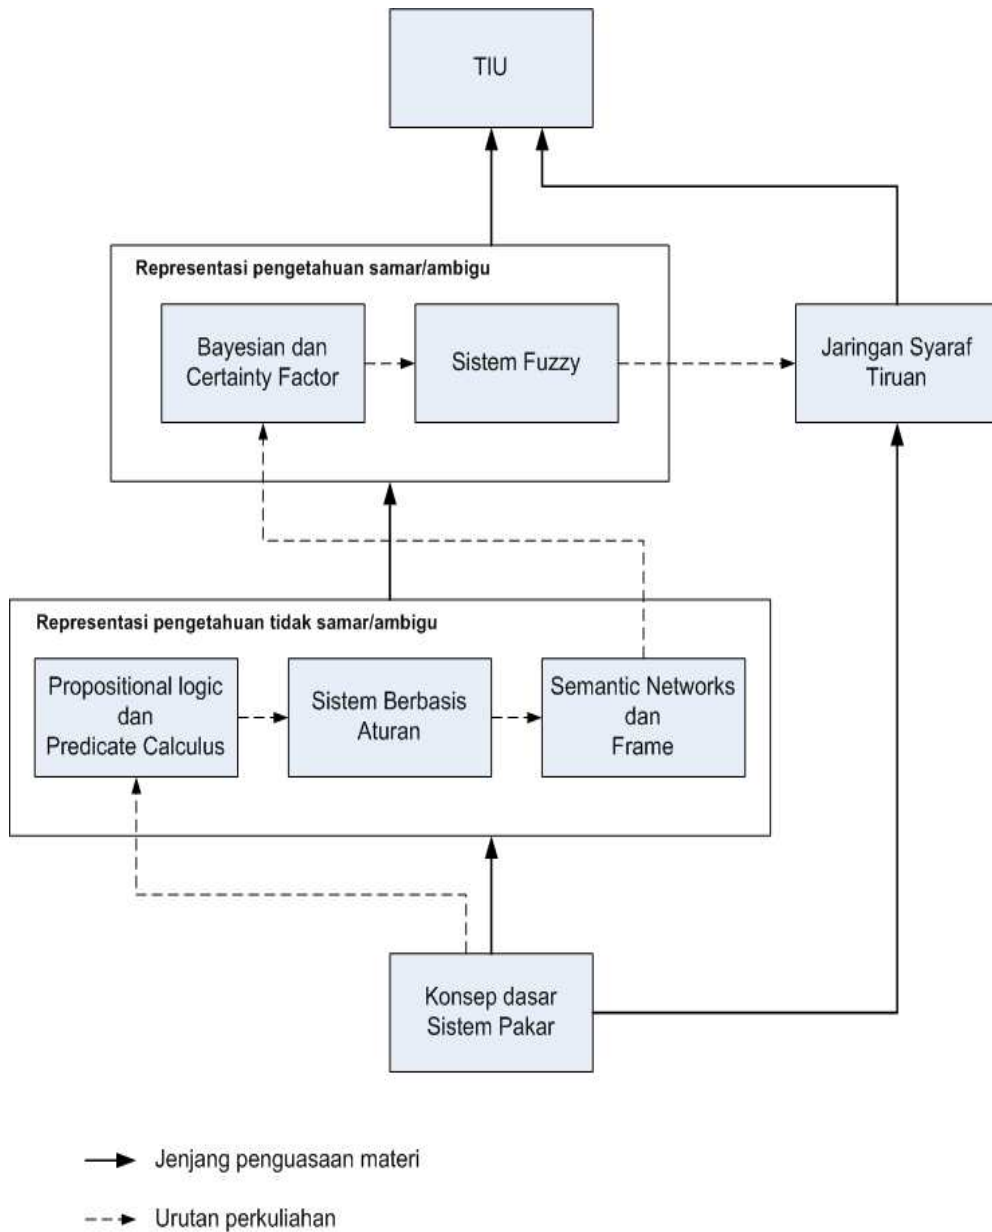 TIU
Representasi pengetahuan samar/ambigu
Bayesian dan
Certainty Factor
Sistem Fuzzy
Jaringan Syaraf
Tiruan
Representasi pengetahuan tidak samar/ambigu
Propositional logic
dan
Predicate Calculus
Sistem Berbasis
Aturan
Semantic Networks
dan
Frame
Konsep dasar
Sistem Pakar
Jenjang penguasaan materi
Urutan perkuliahan